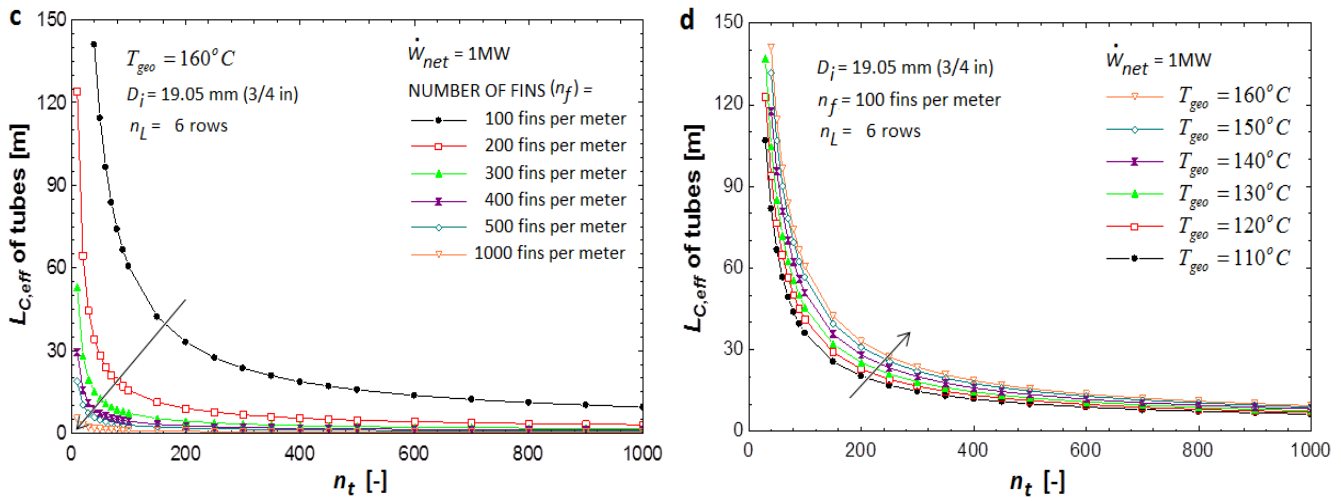 c
T_geo = 160°C
D_i = 19.05 mm (3/4 in)
n_L = 6 rows
Ẇ_net = 1MW
NUMBER OF FINS (n_f) =
100 fins per meter
200 fins per meter
300 fins per meter
400 fins per meter
500 fins per meter
1000 fins per meter
L_C,eff of tubes [m]
150
120
90
60
30
0
0 200 400 600 800 1000
n_t [-]
d
D_i = 19.05 mm (3/4 in)
n_f = 100 fins per meter
n_L = 6 rows
Ẇ_net = 1MW
T_geo = 160°C
T_geo = 150°C
T_geo = 140°C
T_geo = 130°C
T_geo = 120°C
T_geo = 110°C
L_C,eff of tubes [m]
150
120
90
60
30
0
0 200 400 600 800 1000
n_t [-]